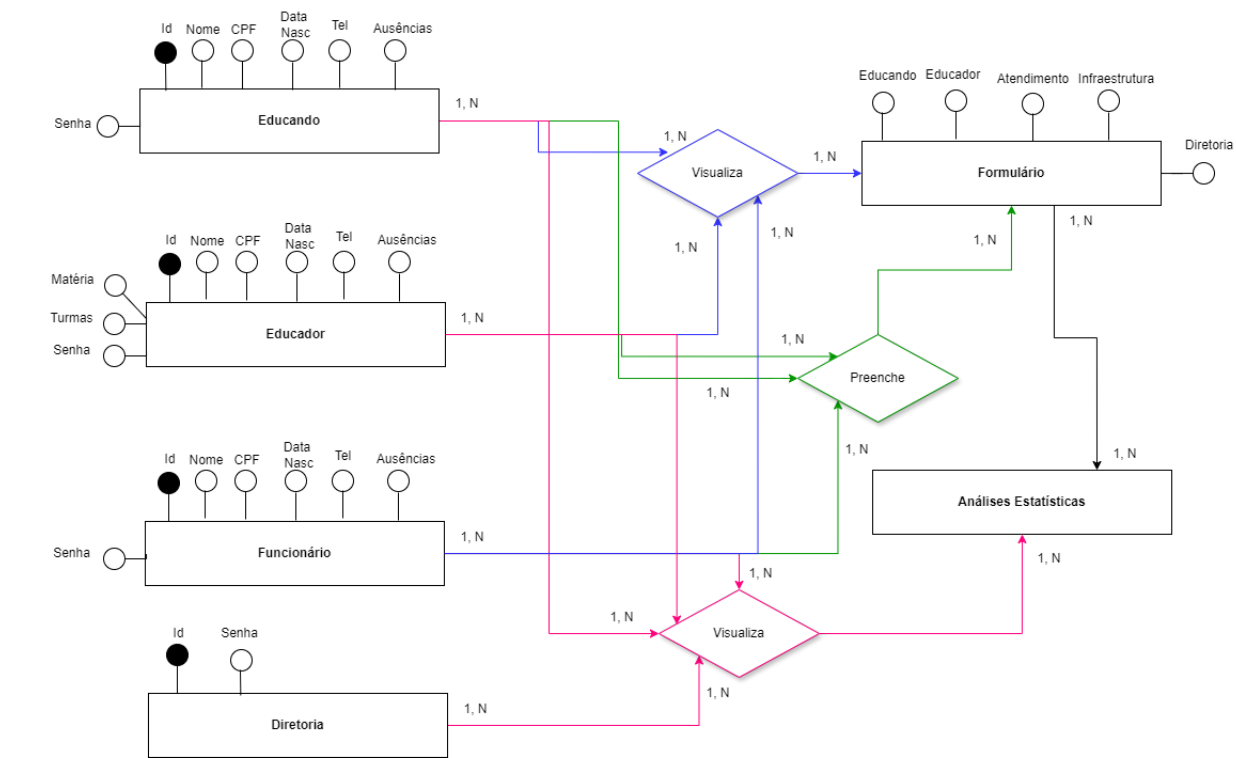 Id
Nome
CPF
Data
Nasc
Tel
Ausências
Senha
Educando
1, N
1, N
Visualiza
1, N
Educando
Educador
Atendimento
Infraestrutura
Formulário
Diretoria
1, N
1, N
1, N
1, N
Id
Nome
CPF
Data
Nasc
Tel
Ausências
Matéria
Turmas
Senha
Educador
1, N
1, N
Preenche
1, N
1, N
Id
Nome
CPF
Data
Nasc
Tel
Ausências
Senha
Funcionário
1, N
1, N
Análises Estatísticas
1, N
1, N
1, N
Visualiza
1, N
Id
Senha
Diretoria
1, N